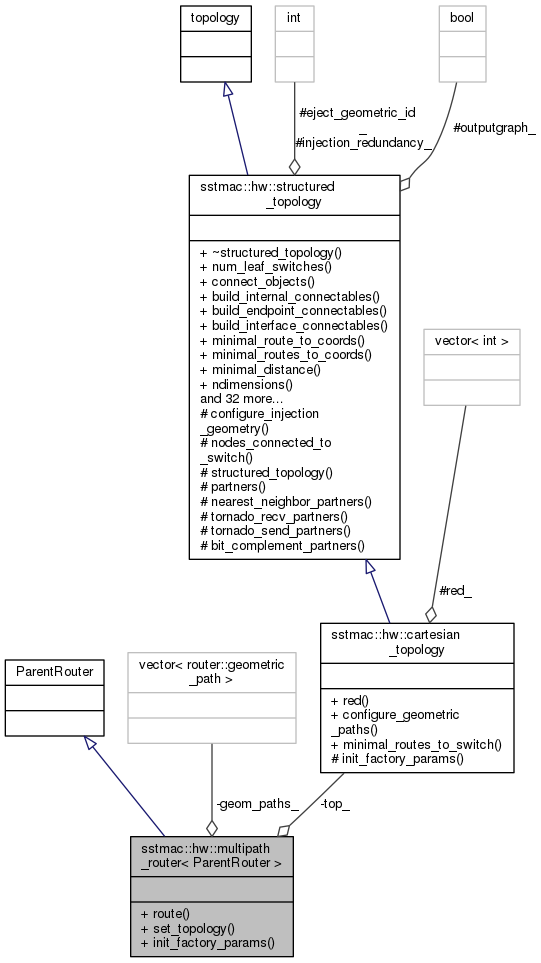 topology
int
bool
#eject_geometric_id
_
#injection_redundancy_
#outputgraph_
sstmac::hw::structured
_topology
+ ~structured_topology()
+ num_leaf_switches()
+ connect_objects()
+ build_internal_connectables()
+ build_endpoint_connectables()
+ build_interface_connectables()
+ minimal_route_to_coords()
+ minimal_routes_to_coords()
+ minimal_distance()
+ ndimensions()
and 32 more...
# configure_injection
_geometry()
# nodes_connected_to
_switch()
# structured_topology()
# partners()
# nearest_neighbor_partners()
# tornado_recv_partners()
# tornado_send_partners()
# bit_complement_partners()
vector< int >
#red_
sstmac::hw::cartesian
_topology
+ red()
+ configure_geometric
_paths()
+ minimal_routes_to_switch()
# init_factory_params()
ParentRouter
vector< router::geometric
_path >
-geom_paths_
-top_
sstmac::hw::multipath
_router< ParentRouter >
+ route()
+ set_topology()
+ init_factory_params()